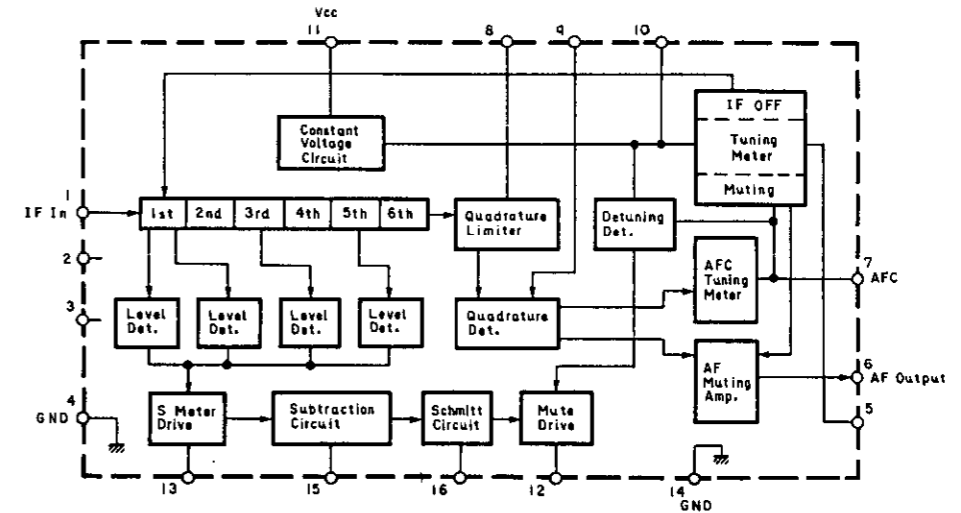 Vcc
11
8
9
10
Constant
Voltage
Circuit
IF OFF
Tuning
Meter
Muting
1
IF In
1st 2nd 3rd 4th 5th 6th
Quadrature
Limiter
Detuning
Det.
2
AFC
Tuning
Meter
7
AFC
3
Level
Det.
Level
Det.
Level
Det.
Level
Det.
Quadrature
Det.
AF
Muting
Amp.
6
AF Output
4
GND
S Meter
Drive
Subtraction
Circuit
Schmitt
Circuit
Mute
Drive
5
13
15
16
12
14
GND